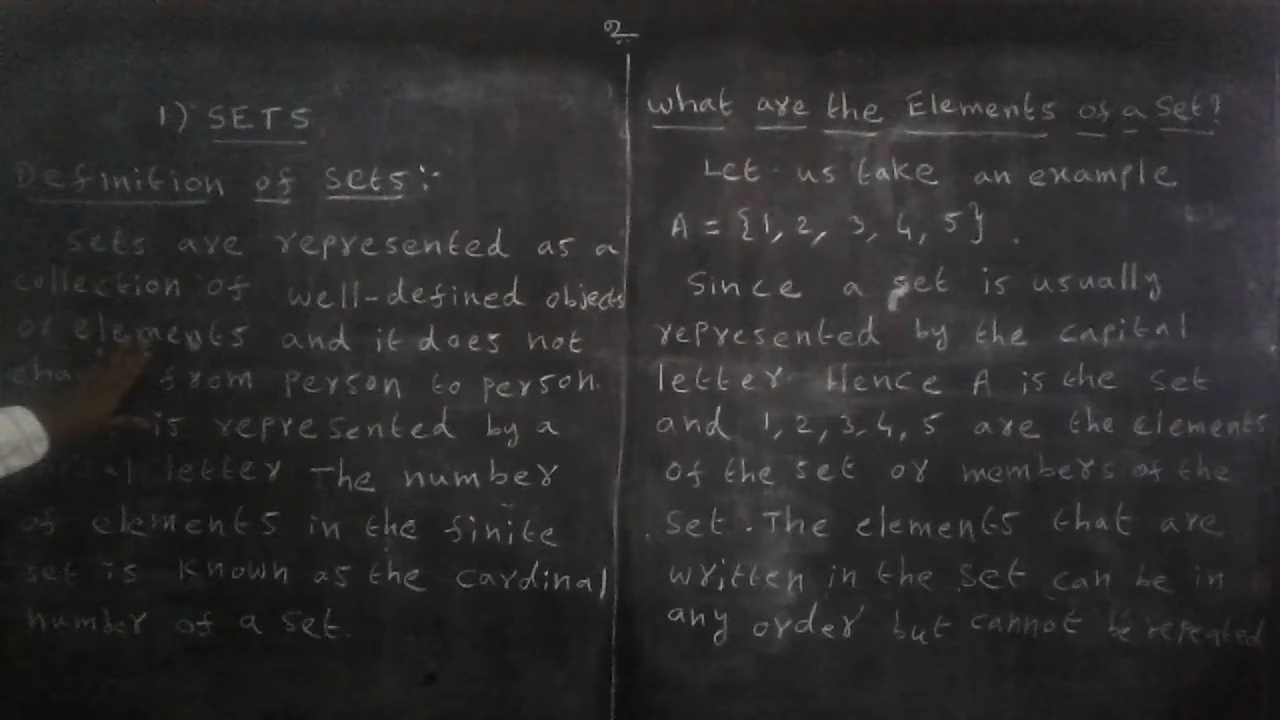 2
1) SETS
Definition of sets:-
Sets are represented as a
collection of well-defined objects
of elements and it does not
from person to person.
is represented by a
letter The number
of elements in the finite
set is known as the cardinal
number of a set.
What are the Elements of a Set?
Let us take an example
A = {1, 2, 3, 4, 5}.
Since a set is usually
represented by the capital
letter. Hence A is the set
and 1, 2, 3, 4, 5 are the elements
of the set or members of the
set. The elements that are
written in the set can be in
any order but cannot be repeated